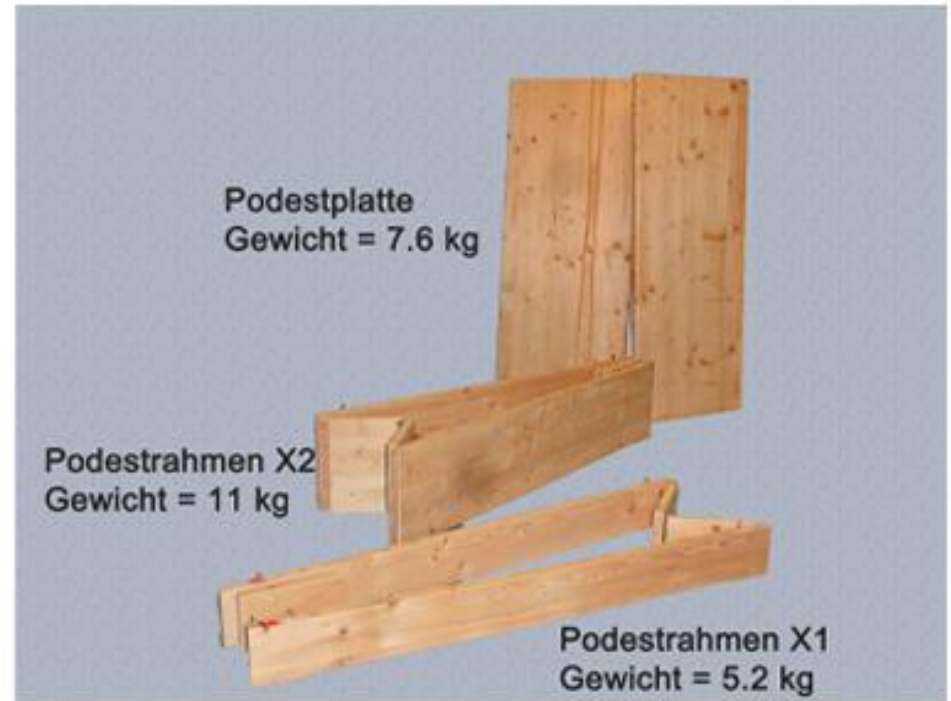 Podestplatte
Gewicht = 7.6 kg
Podestrahmen X2
Gewicht = 11 kg
Podestrahmen X1
Gewicht = 5.2 kg